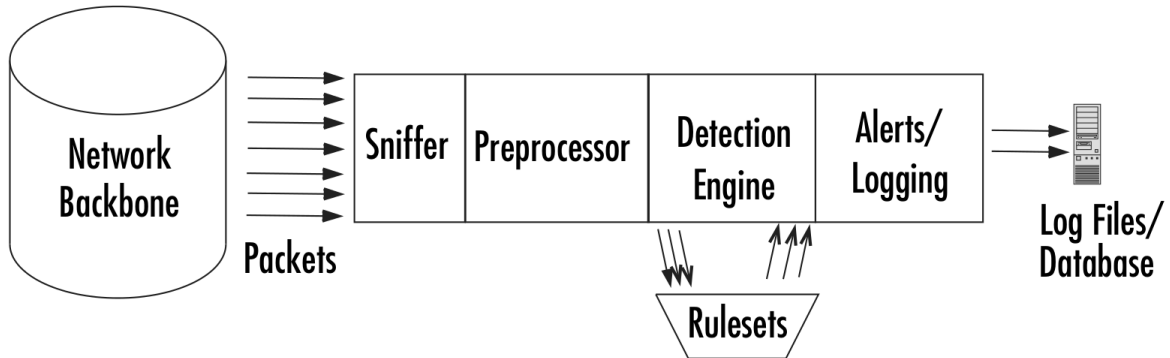 Network
Backbone
Packets
Sniffer
Preprocessor
Detection
Engine
Alerts/
Logging
Rulesets
Log Files/
Database